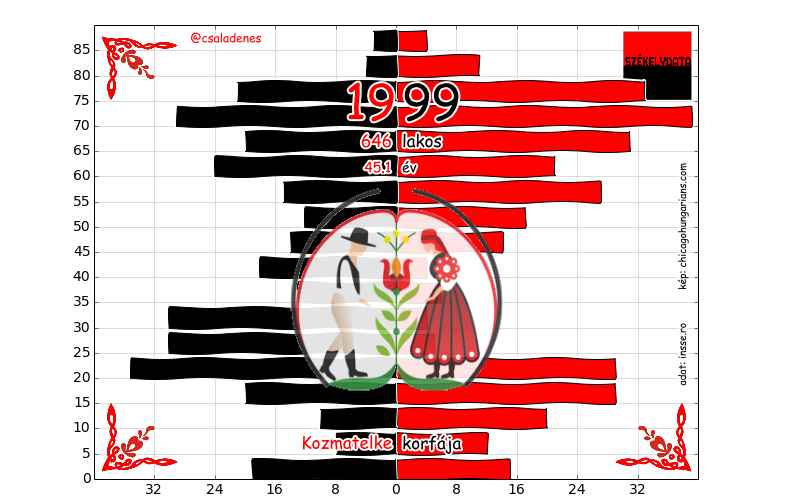 @csaladenes
SZÉKELYDATA
1999
646 lakos
45.1 év
kép: chicagohungarians.com
adat: insse.ro
Kozmatelke korfája
85
80
75
70
65
60
55
50
45
40
35
30
25
20
15
10
5
0
32 24 16 8 0 8 16 24 32